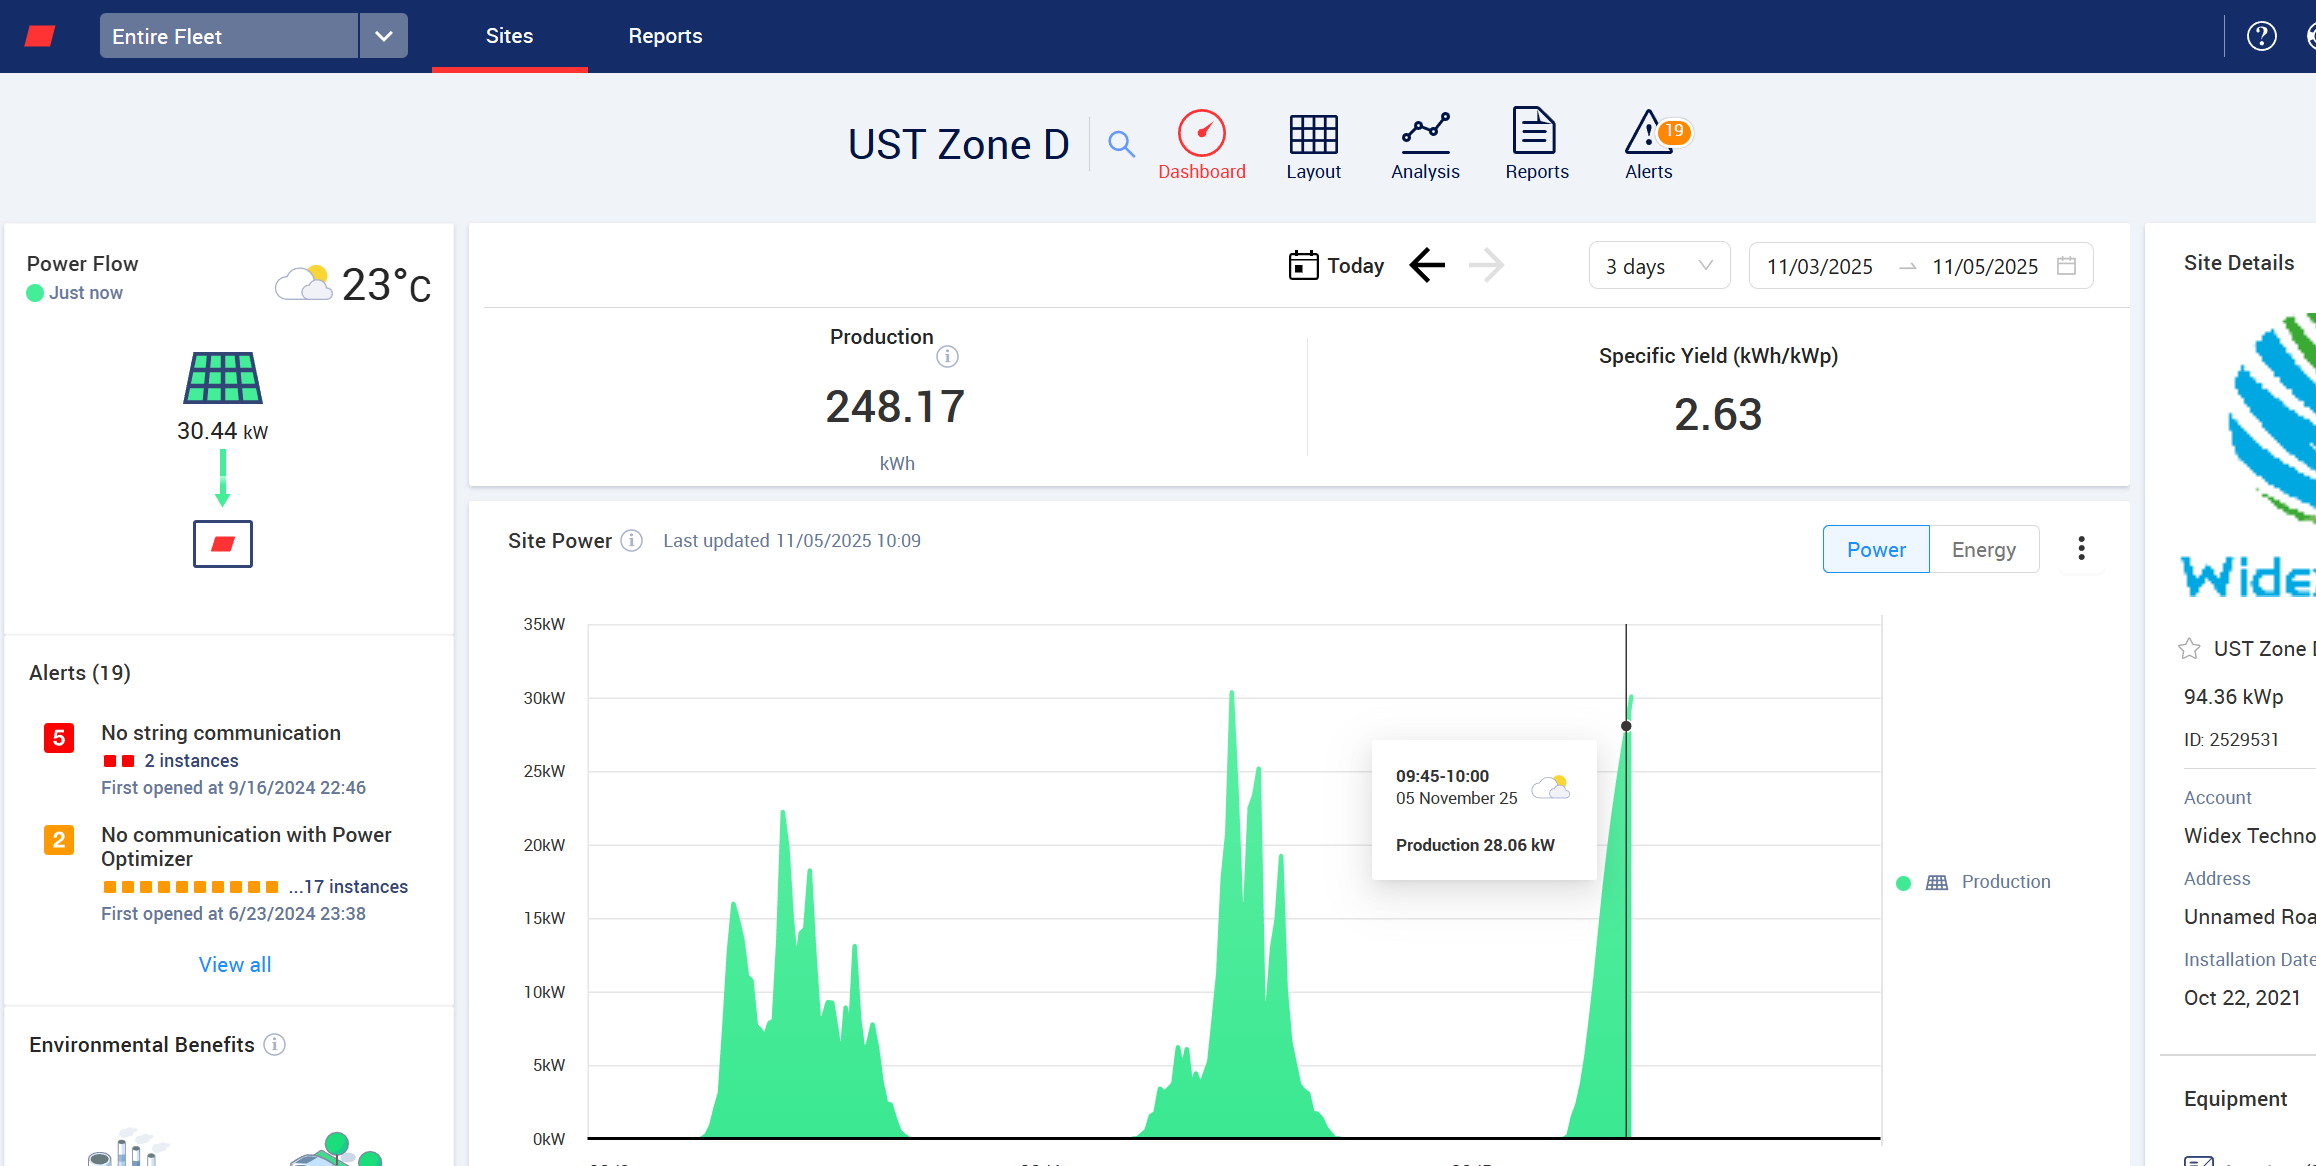 Entire Fleet
Sites
Reports
UST Zone D
Dashboard
Layout
Analysis
Reports
19
Alerts
Power Flow
Just now
23°C
30.44 kW
Alerts (19)
5
No string communication
2 instances
First opened at 9/16/2024 22:46
2
No communication with Power
Optimizer
...17 instances
First opened at 6/23/2024 23:38
View all
Environmental Benefits
Today
3 days
11/03/2025
11/05/2025
Production
248.17
kWh
Specific Yield (kWh/kWp)
2.63
Site Power
Last updated 11/05/2025 10:09
Power
Energy
35kW
30kW
25kW
20kW
15kW
10kW
5kW
0kW
09:45-10:00
05 November 25
Production 28.06 kW
Production
Site Details
UST Zone
94.36 kWp
ID: 2529531
Account
Widex
Address
Unnamed
Installation
Oct 22, 2021
Equipment